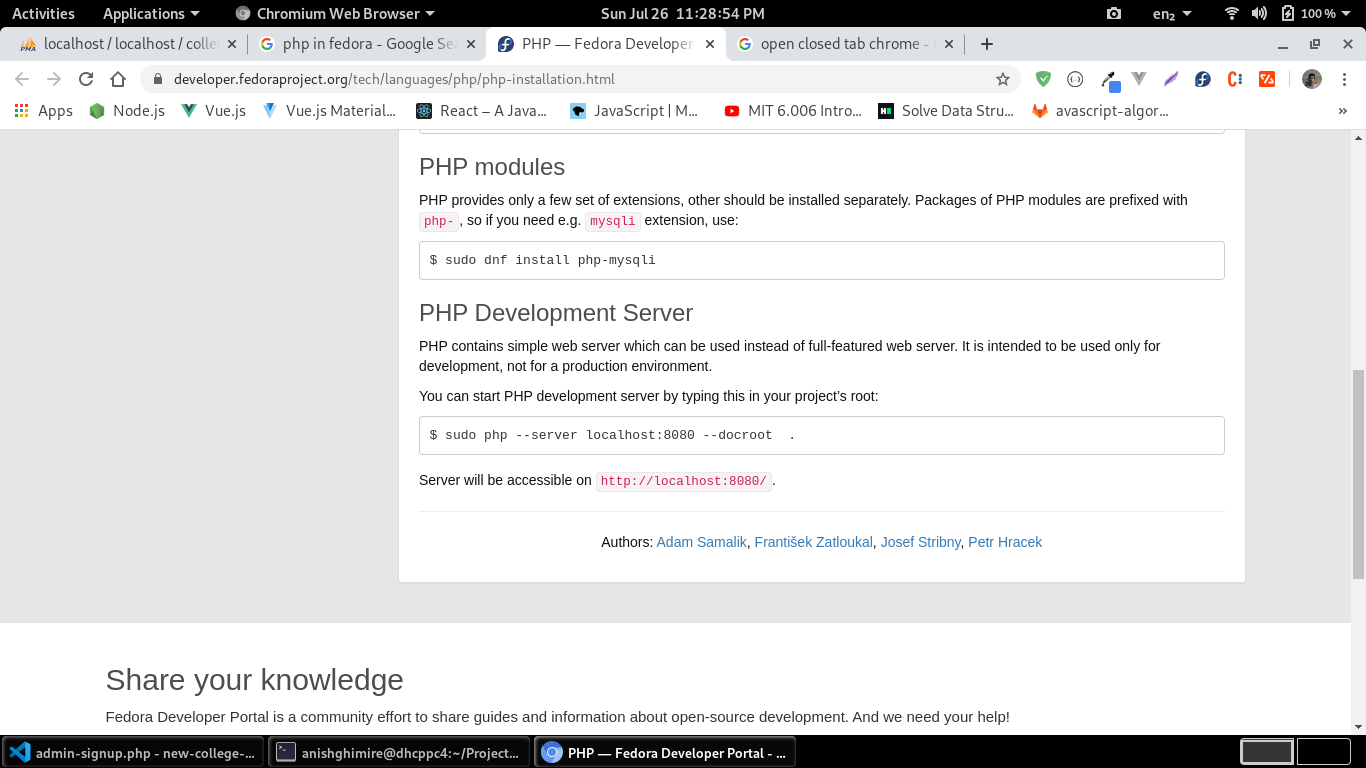 Activities Applications Chromium Web Browser Sun Jul 26 11:28:54 PM en₂ 100 %
localhost / localhost / colle php in fedora - Google Sea PHP — Fedora Developer open closed tab chrome -
developer.fedoraproject.org/tech/languages/php/php-installation.html
Apps Node.js Vue.js Vue.js Material... React – A Java... JavaScript | M... MIT 6.006 Intro... Solve Data Stru... avascript-algor... »
PHP modules
PHP provides only a few set of extensions, other should be installed separately. Packages of PHP modules are prefixed with
php- , so if you need e.g. mysqli extension, use:
$ sudo dnf install php-mysqli
PHP Development Server
PHP contains simple web server which can be used instead of full-featured web server. It is intended to be used only for
development, not for a production environment.
You can start PHP development server by typing this in your project’s root:
$ sudo php --server localhost:8080 --docroot .
Server will be accessible on http://localhost:8080/ .
Authors: Adam Samalik, František Zatloukal, Josef Stribny, Petr Hracek
Share your knowledge
Fedora Developer Portal is a community effort to share guides and information about open-source development. And we need your help!
admin-signup.php - new-college-... anishghimire@dhcppc4:~/Project... PHP — Fedora Developer Portal - ...